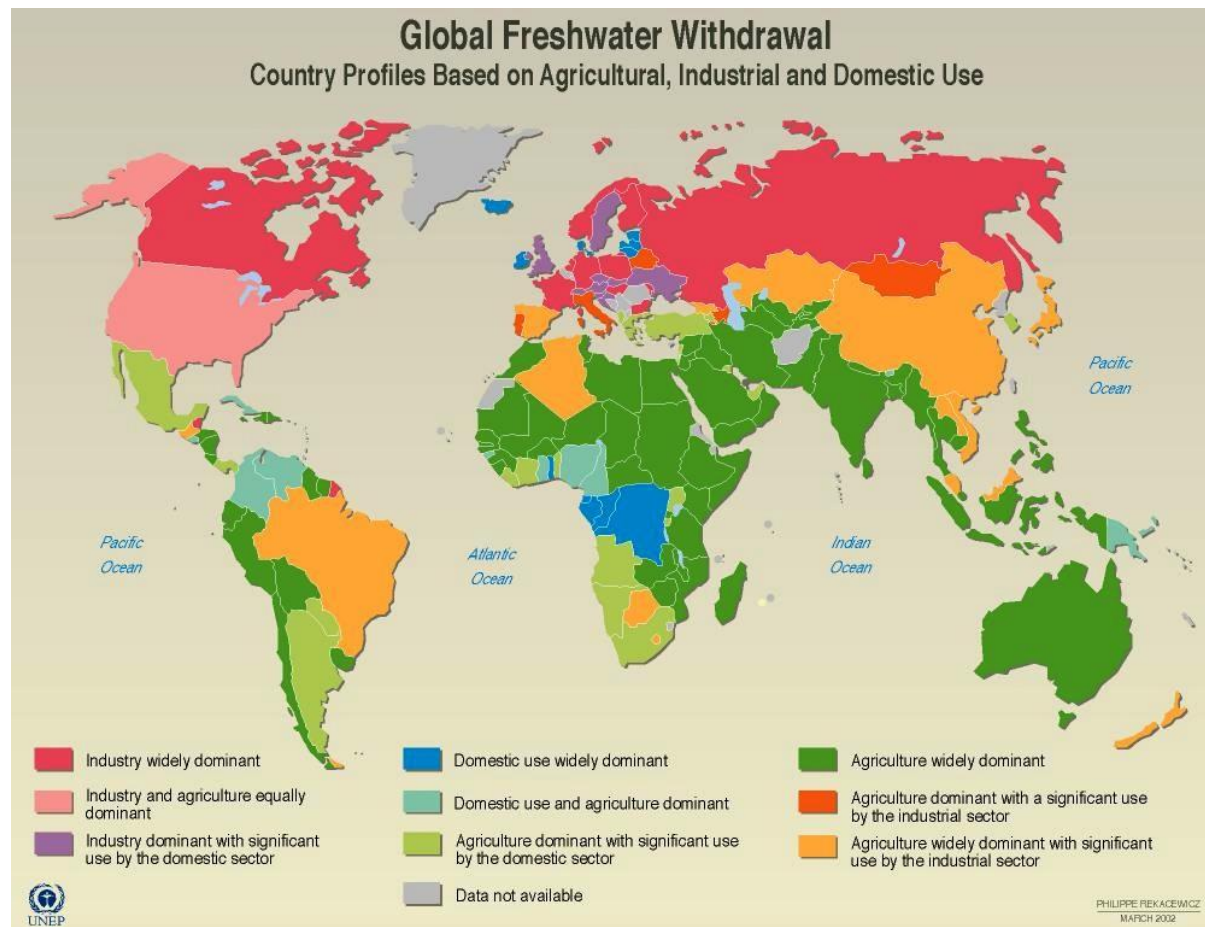 Global Freshwater Withdrawal
Country Profiles Based on Agricultural, Industrial and Domestic Use
Pacific
Ocean
Pacific
Ocean
Atlantic
Ocean
Indian
Ocean
Industry widely dominant
Industry and agriculture equally
dominant
Industry dominant with significant
use by the domestic sector
Domestic use widely dominant
Domestic use and agriculture dominant
Agriculture dominant with significant use
by the domestic sector
Data not available
Agriculture widely dominant
Agriculture dominant with a significant use
by the industrial sector
Agriculture widely dominant with significant
use by the industrial sector
UNEP
PHILIPPE REKACEWICZ
MARCH 2002